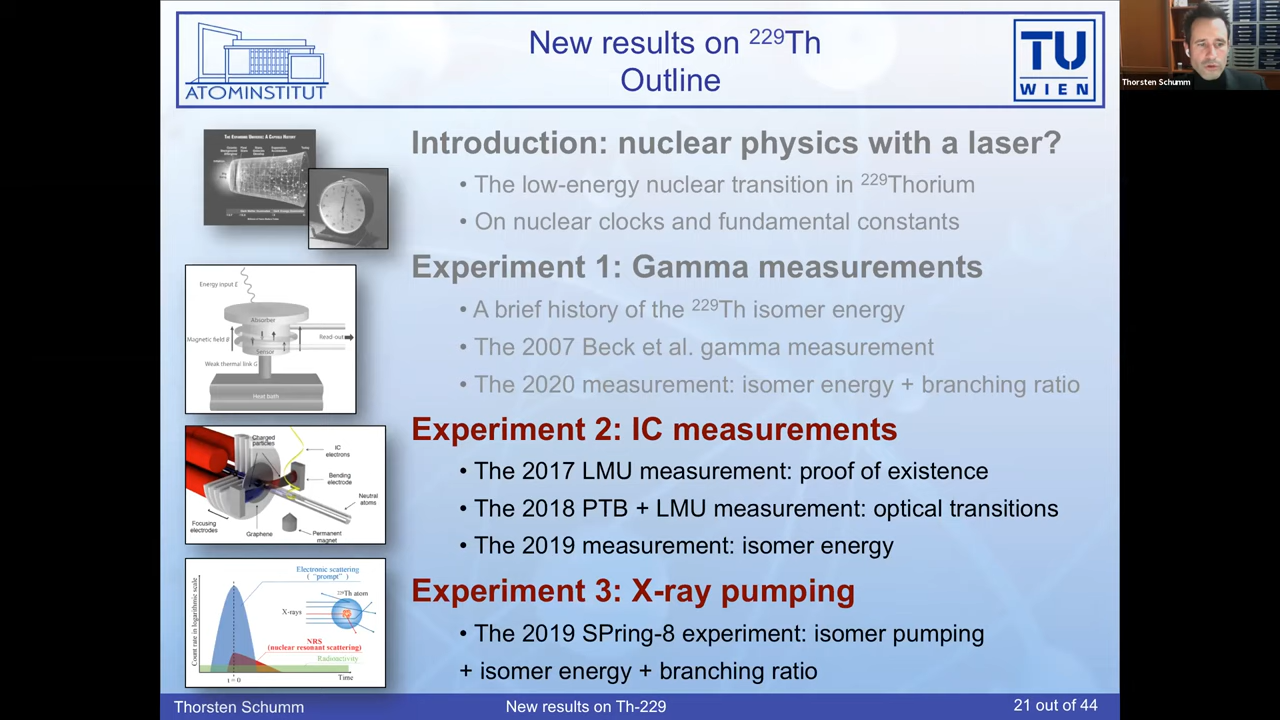 New results on ²²⁹Th
Outline
ATOMINSTITUT
TU
WIEN
Thorsten Schumm
Introduction: nuclear physics with a laser?
• The low-energy nuclear transition in ²²⁹Thorium
• On nuclear clocks and fundamental constants
THE EXPANDING UNIVERSE: A CAPSULE HISTORY
Experiment 1: Gamma measurements
• A brief history of the ²²⁹Th isomer energy
• The 2007 Beck et al. gamma measurement
• The 2020 measurement: isomer energy + branching ratio
Energy input E
Absorber
Magnetic field B
Read-out
Sensor
Weak thermal link G
Heat bath
Experiment 2: IC measurements
• The 2017 LMU measurement: proof of existence
• The 2018 PTB + LMU measurement: optical transitions
• The 2019 measurement: isomer energy
Charged
particles
IC
electrons
Bending
electrode
Neutral
atoms
Focusing
electrodes
Graphene
Permanent
magnet
Experiment 3: X-ray pumping
• The 2019 SPring-8 experiment: isomer pumping
+ isomer energy + branching ratio
Electronic scattering
( "prompt" )
²²⁹Th atom
X-rays
NRS
(nuclear resonant scattering)
Radioactivity
Count rate in logarithmic scale
t = 0
Time
Thorsten Schumm
New results on Th-229
21 out of 44